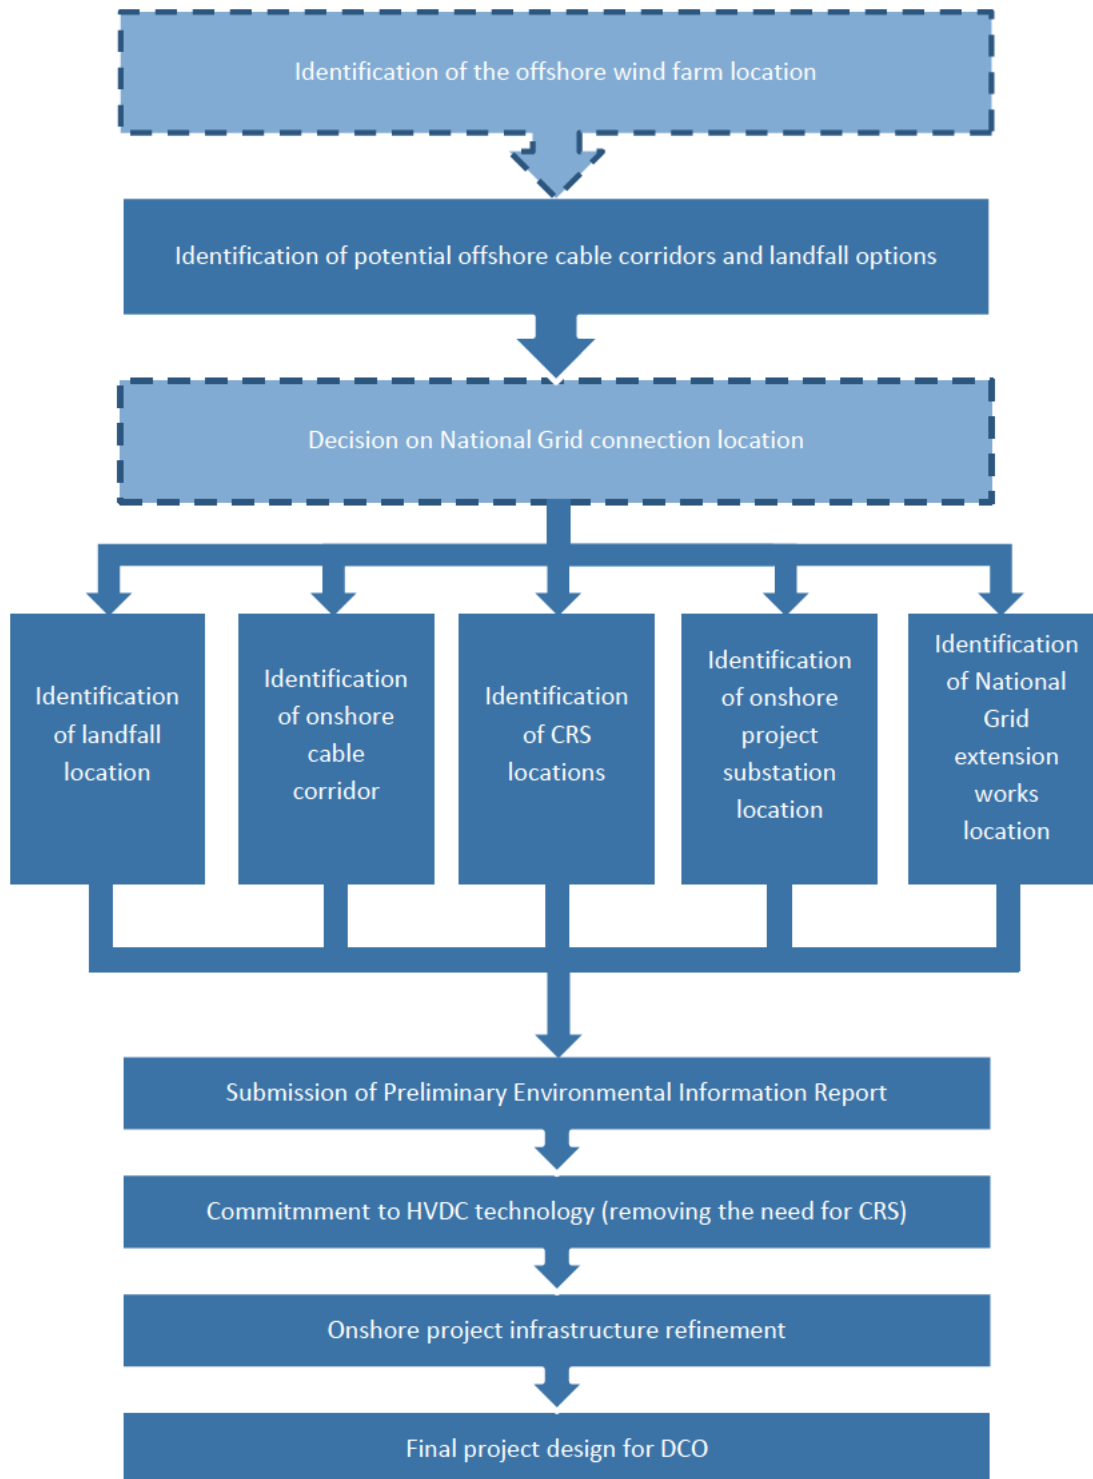 Identification of the offshore wind farm location
Identification of potential offshore cable corridors and landfall options
Decision on National Grid connection location
Identification
of landfall
location
Identification
of onshore
cable
corridor
Identification
of CRS
locations
Identification
of onshore
project
substation
location
Identification
of National
Grid
extension
works
location
Submission of Preliminary Environmental Information Report
Commitmment to HVDC technology (removing the need for CRS)
Onshore project infrastructure refinement
Final project design for DCO